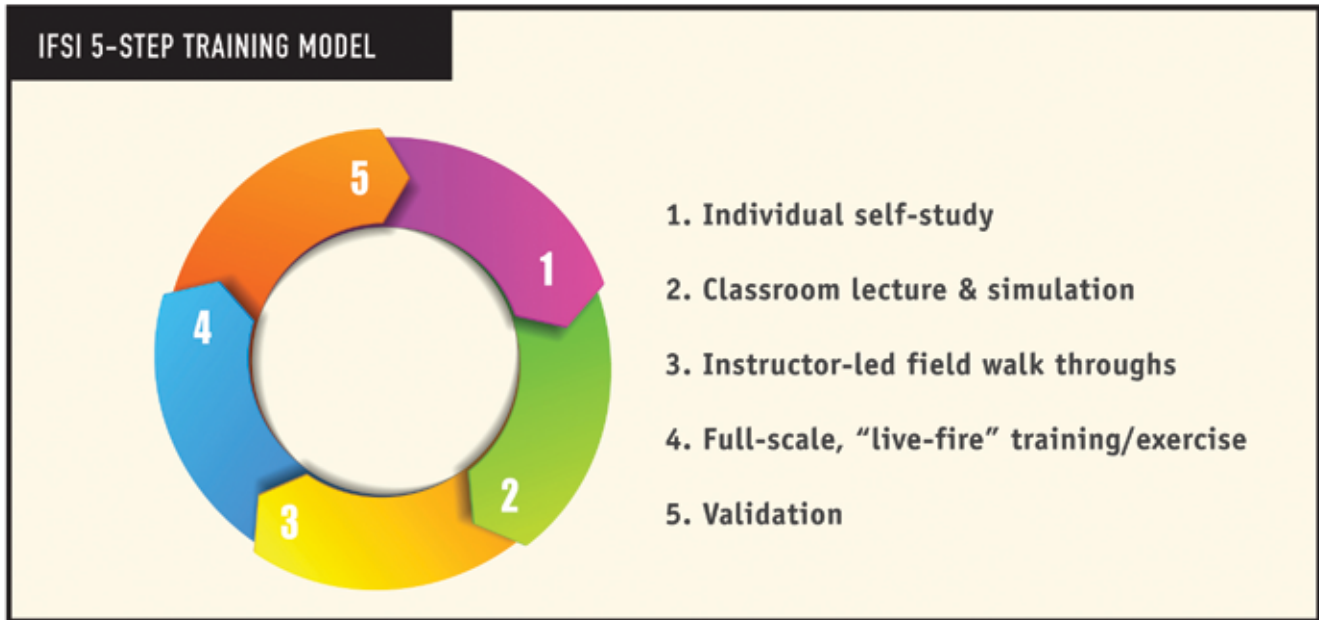 IFSI 5-STEP TRAINING MODEL
5
1
4
2
3
1. Individual self-study
2. Classroom lecture & simulation
3. Instructor-led field walk throughs
4. Full-scale, “live-fire” training/exercise
5. Validation